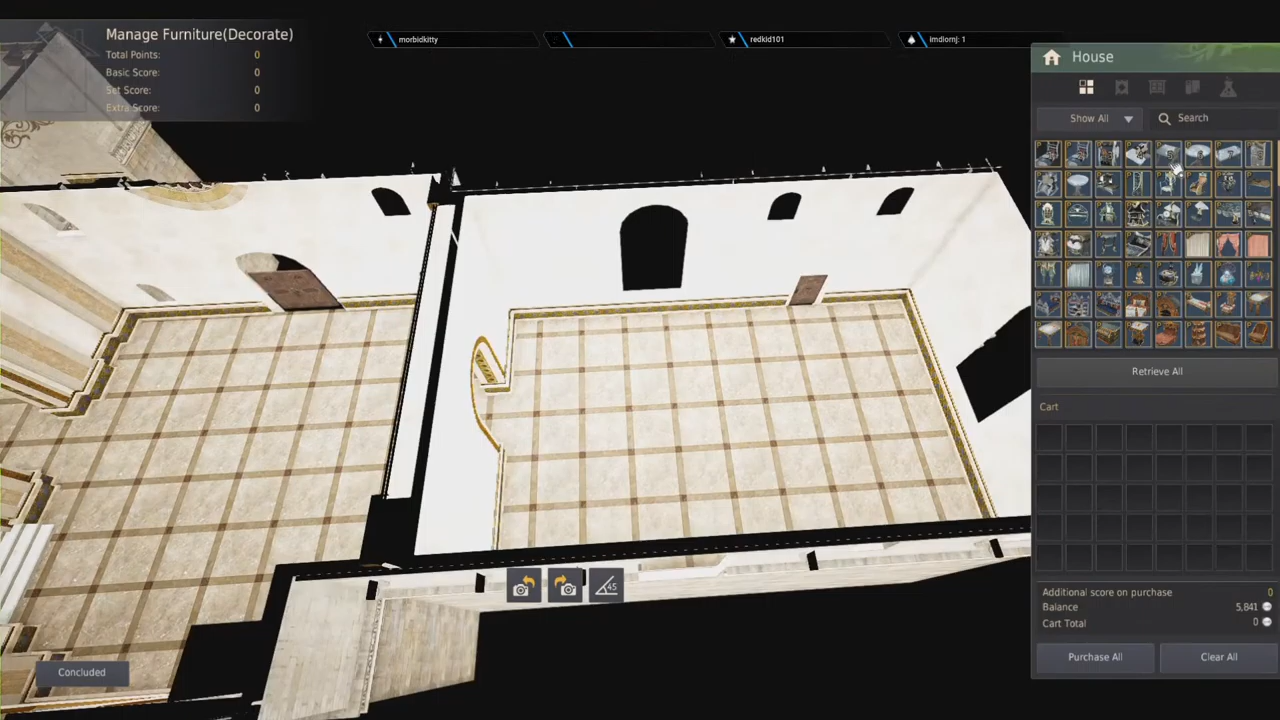 Manage Furniture(Decorate)
Total Points: 0
Basic Score: 0
Set Score: 0
Extra Score: 0
morbidkitty
redkid101
imdiornj: 1
House
Show All
Search
Retrieve All
Cart
Additional score on purchase 0
Balance 5,841
Cart Total 0
Purchase All
Clear All
45
Concluded